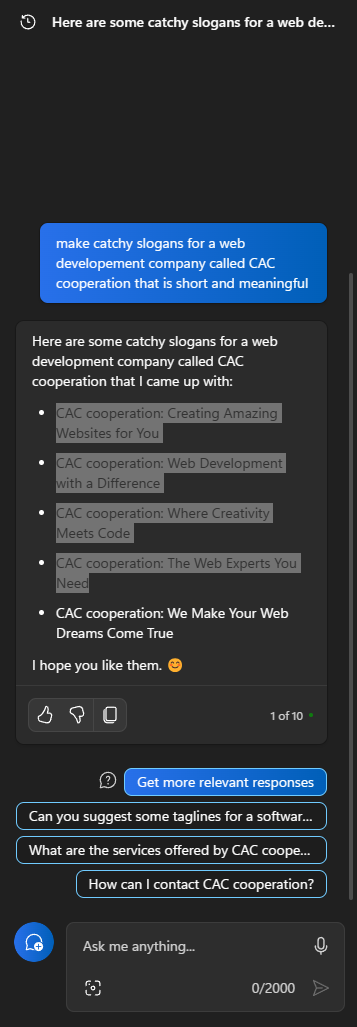 Here are some catchy slogans for a web de...
make catchy slogans for a web
developement company called CAC
cooperation that is short and meaningful
Here are some catchy slogans for a web
development company called CAC
cooperation that I came up with:
• CAC cooperation: Creating Amazing
Websites for You
• CAC cooperation: Web Development
with a Difference
• CAC cooperation: Where Creativity
Meets Code
• CAC cooperation: The Web Experts You
Need
• CAC cooperation: We Make Your Web
Dreams Come True
I hope you like them. 😊
1 of 10
Get more relevant responses
Can you suggest some taglines for a softwar...
What are the services offered by CAC coope...
How can I contact CAC cooperation?
Ask me anything...
0/2000